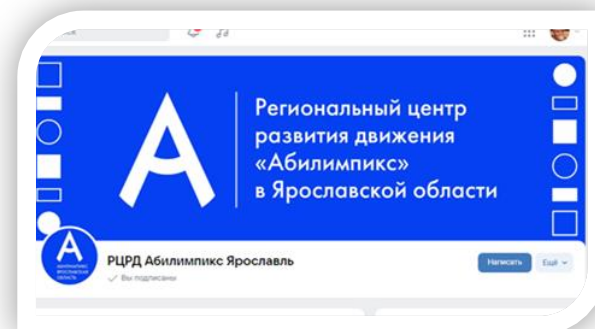 Региональный центр
развития движения
«Абилимпикс»
в Ярославской области
РЦРД Абилимпикс Ярославль
Вы подписаны
Написать
Ещё